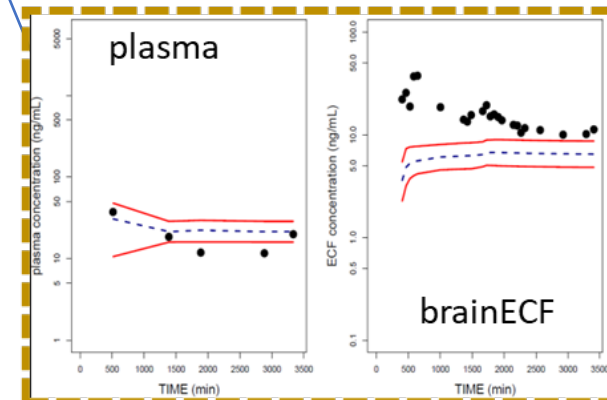 plasma
plasma concentration (ng/mL)
5000
1000
500
100
50
10
5
1
0 500 1000 1500 2000 2500 3000 3500
TIME (min)
brainECF
ECF concentration (ng/mL)
100.0
50.0
10.0
5.0
1.0
0.5
0.1
0 500 1000 1500 2000 2500 3000 3500
TIME (min)